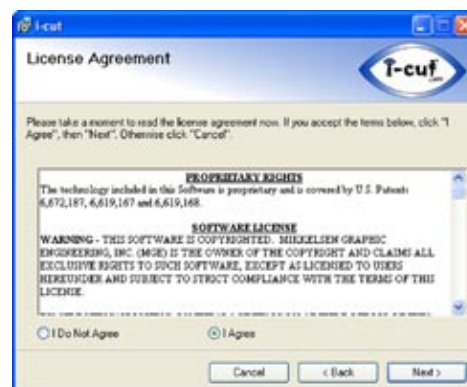 i-cut
License Agreement
i-cut
Please take a moment to read the license agreement now. If you accept the terms below, click "I
Agree", then "Next". Otherwise click "Cancel".
PROPRIETARY RIGHTS
The technology included in this Software is proprietary and is covered by U.S. Patents
6,672,187, 6,619,167 and 6,619,168.
SOFTWARE LICENSE
WARNING - THIS SOFTWARE IS COPYRIGHTED. MIKKELSEN GRAPHIC
ENGINEERING, INC. (MGE) IS THE OWNER OF THE COPYRIGHT AND CLAIMS ALL
EXCLUSIVE RIGHTS TO SUCH SOFTWARE, EXCEPT AS LICENSED TO USERS
HEREUNDER AND SUBJECT TO STRICT COMPLIANCE WITH THE TERMS OF THIS
LICENSE.
I Do Not Agree
I Agree
Cancel
< Back
Next >